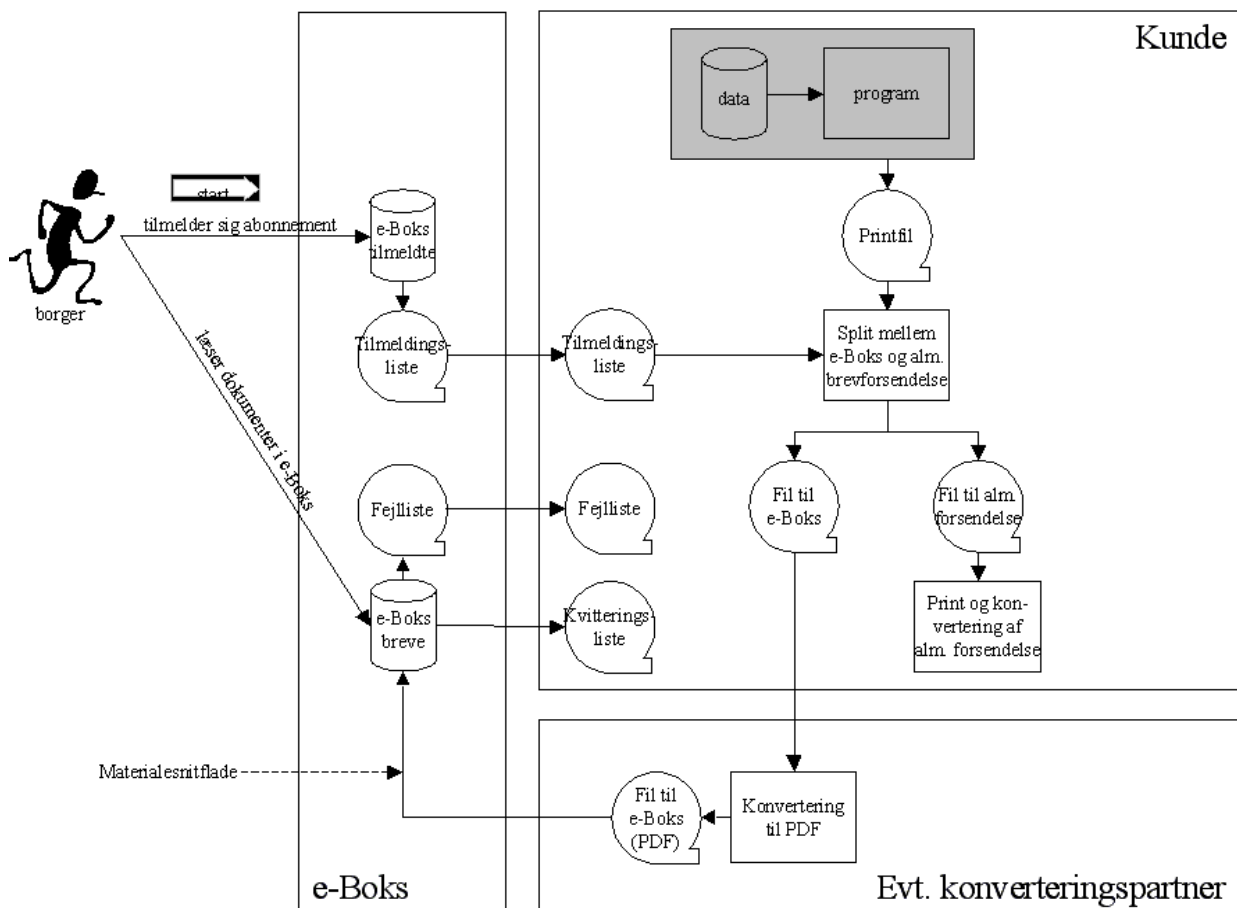 Kunde
data
program
start
tilmelder sig abonnement
e-Boks
tilmeldte
Printfil
borger
Tilmeldings-
liste
Tilmeldings-
liste
Split mellem
e-Boks og alm.
brevforsendelse
læser dokumenter i e-Boks
Fejlliste
Fejlliste
Fil til
e-Boks
Fil til alm.
forsendelse
e-Boks
breve
Kvitterings-
liste
Print og kon-
vertering af
alm. forsendelse
Materialesnitflade
Fil til
e-Boks
(PDF)
Konvertering
til PDF
e-Boks
Evt. konverteringspartner